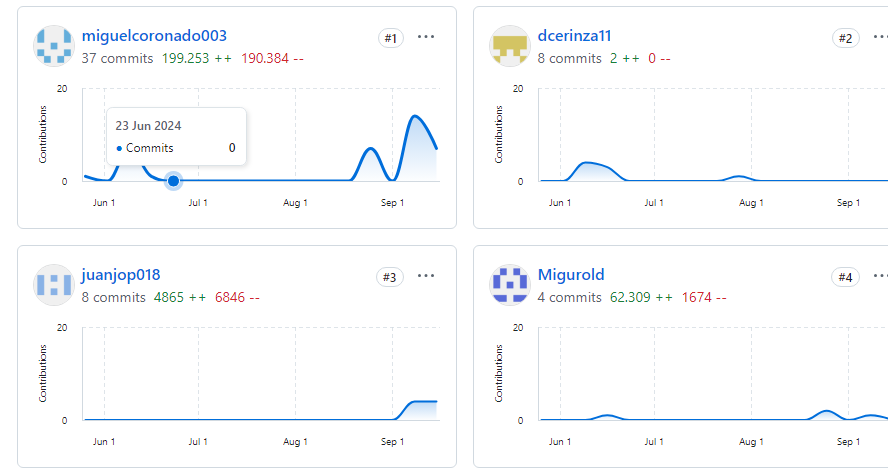 miguelcoronado003
#1
37 commits 199.253 ++ 190.384 --
20
Contributions
23 Jun 2024
Commits 0
0
Jun 1 Jul 1 Aug 1 Sep 1
dcerinza11
#2
8 commits 2 ++ 0 --
20
Contributions
0
Jun 1 Jul 1 Aug 1 Sep 1
juanjop018
#3
8 commits 4865 ++ 6846 --
20
Contributions
0
Jun 1 Jul 1 Aug 1 Sep 1
Migurold
#4
4 commits 62.309 ++ 1674 --
20
Contributions
0
Jun 1 Jul 1 Aug 1 Sep 1